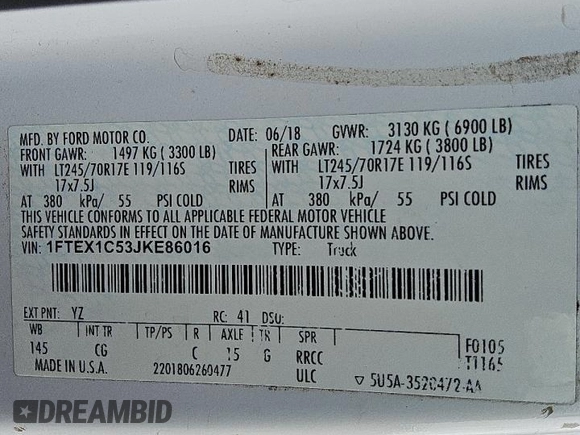 MFD. BY FORD MOTOR CO. DATE: 06/18 GVWR: 3130 KG (6900 LB)
FRONT GAWR: 1497 KG (3300 LB) REAR GAWR: 1724 KG (3800 LB)
WITH LT245/70R17E 119/116S TIRES WITH LT245/70R17E 119/116S TIRES
17x7.5J RIMS 17x7.5J RIMS
AT 380 kPa/ 55 PSI COLD AT 380 kPa/ 55 PSI COLD
THIS VEHICLE CONFORMS TO ALL APPLICABLE FEDERAL MOTOR VEHICLE
SAFETY STANDARDS IN EFFECT ON THE DATE OF MANUFACTURE SHOWN ABOVE.
VIN: 1FTEX1C53JKE86016 TYPE: Truck
EXT PNT: YZ RC: 41 DSO:
WB INT TR TP/PS R AXLE TR SPR F0105
145 CG C 15 G RRCC T1165
MADE IN U.S.A. 2201806260477 ULC ▽ 5U5A-3520472-AA
DREAMBID